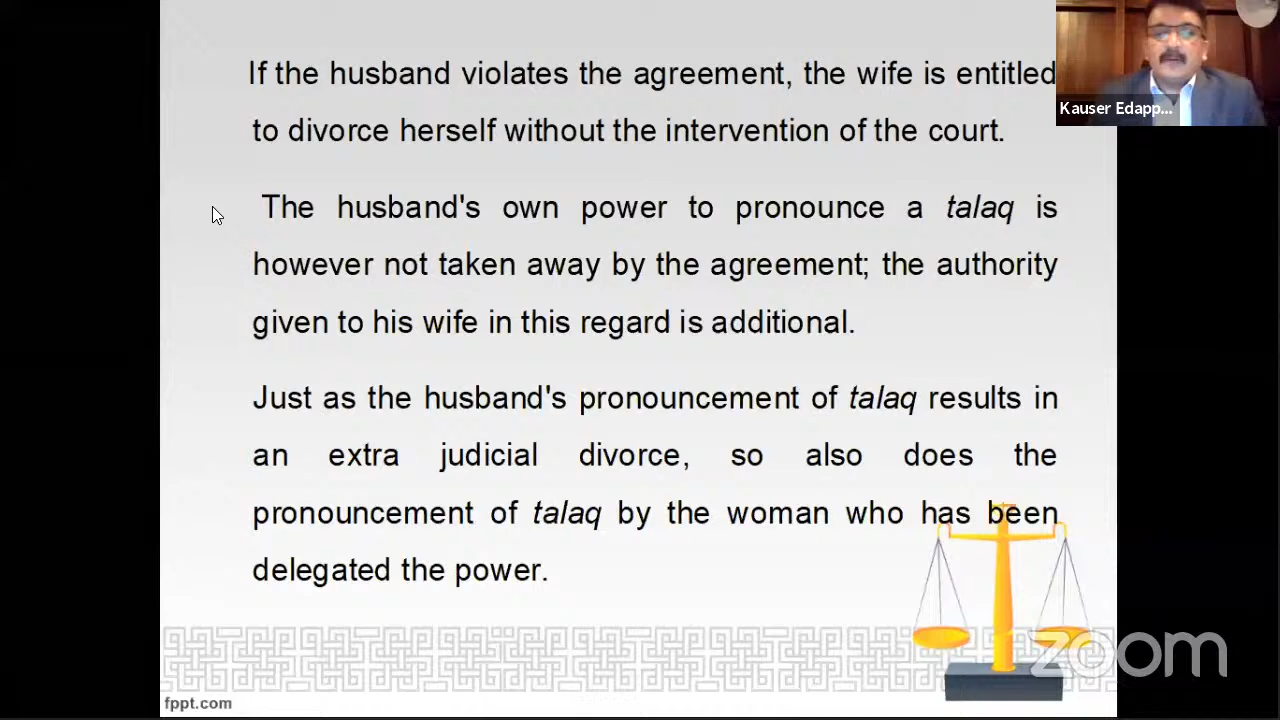 If the husband violates the agreement, the wife is entitled
to divorce herself without the intervention of the court.
The husband's own power to pronounce a talaq is
however not taken away by the agreement; the authority
given to his wife in this regard is additional.
Just as the husband's pronouncement of talaq results in
an extra judicial divorce, so also does the
pronouncement of talaq by the woman who has been
delegated the power.
Kauser Edapp...
zoom
fppt.com